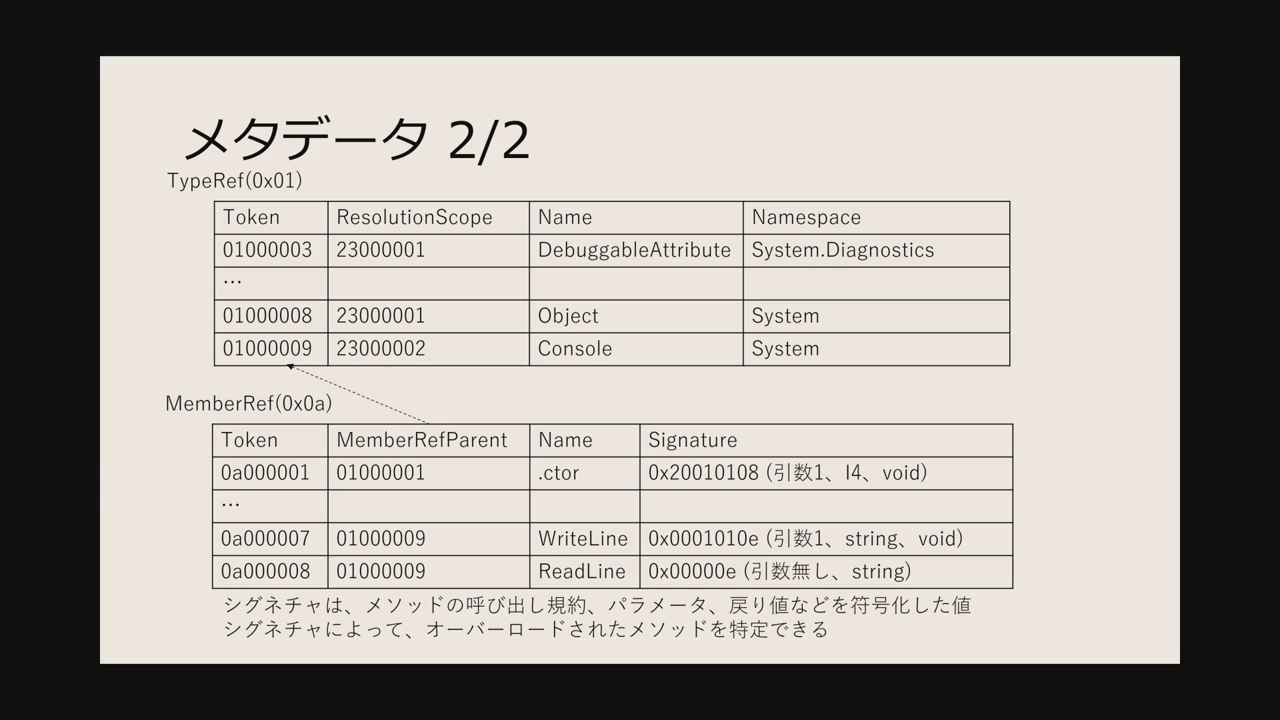 メタデータ 2/2
TypeRef(0x01)
Token ResolutionScope Name Namespace
01000003 23000001 DebuggableAttribute System.Diagnostics
…
01000008 23000001 Object System
01000009 23000002 Console System
MemberRef(0x0a)
Token MemberRefParent Name Signature
0a000001 01000001 .ctor 0x20010108 (引数1、I4、void)
…
0a000007 01000009 WriteLine 0x0001010e (引数1、string、void)
0a000008 01000009 ReadLine 0x00000e (引数無し、string)
シグネチャは、メソッドの呼び出し規約、パラメータ、戻り値などを符号化した値
シグネチャによって、オーバーロードされたメソッドを特定できる